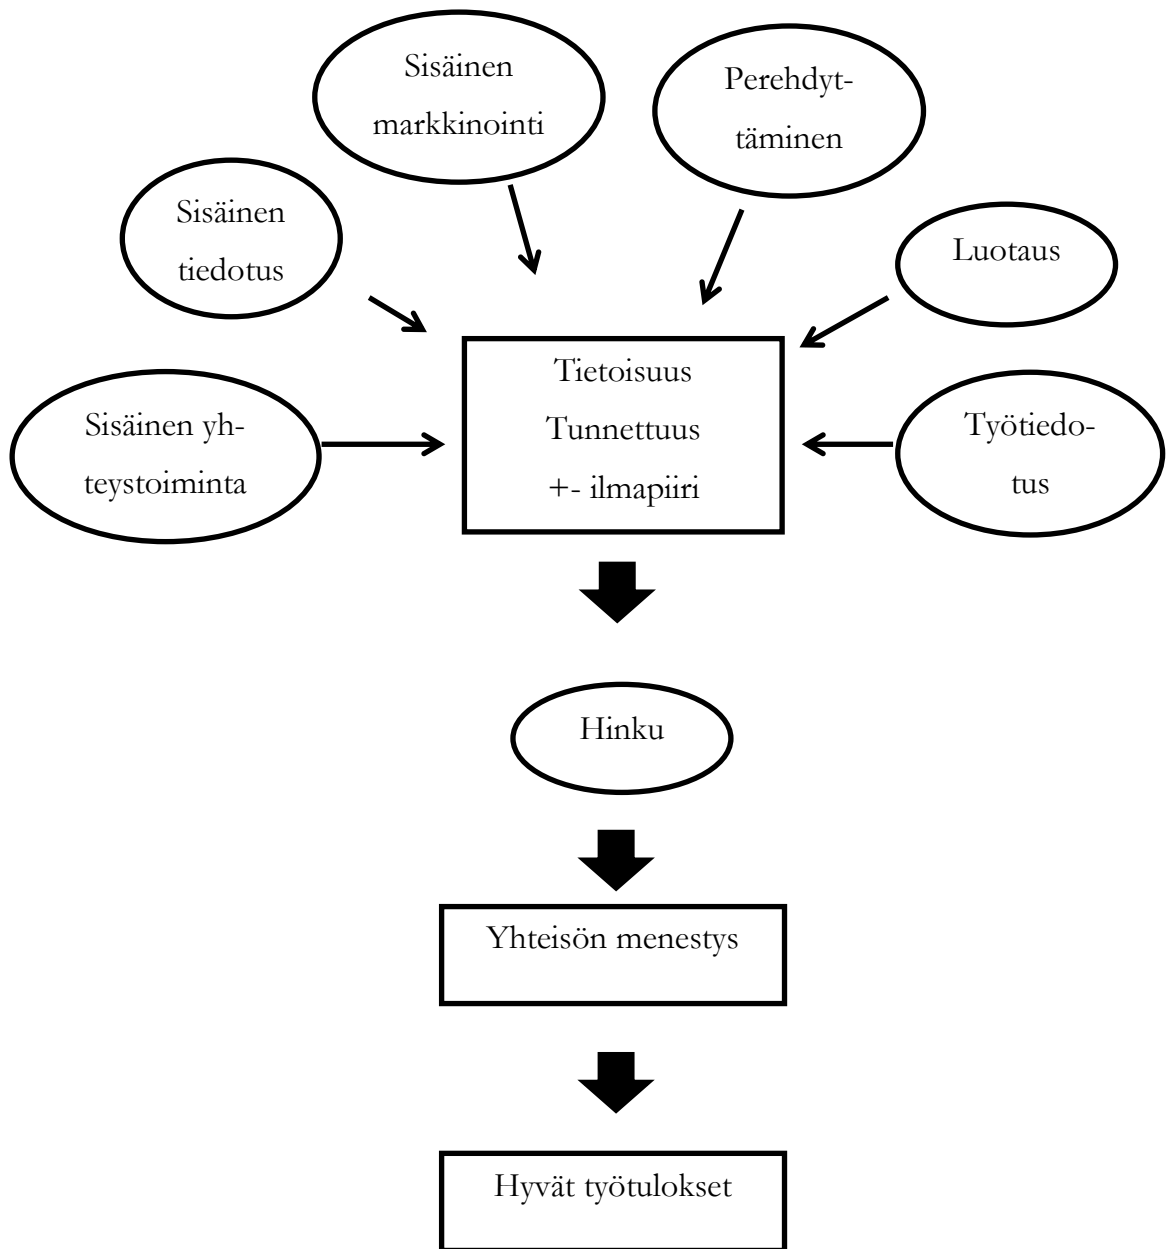 Sisäinen
markkinointi
Perehdyt-
täminen
Sisäinen
tiedotus
Luotaus
Sisäinen yh-
teystoiminta
Tietoisuus
Tunnettuus
+- ilmapiiri
Työtiedo-
tus
Hinku
Yhteisön menestys
Hyvät työtulokset